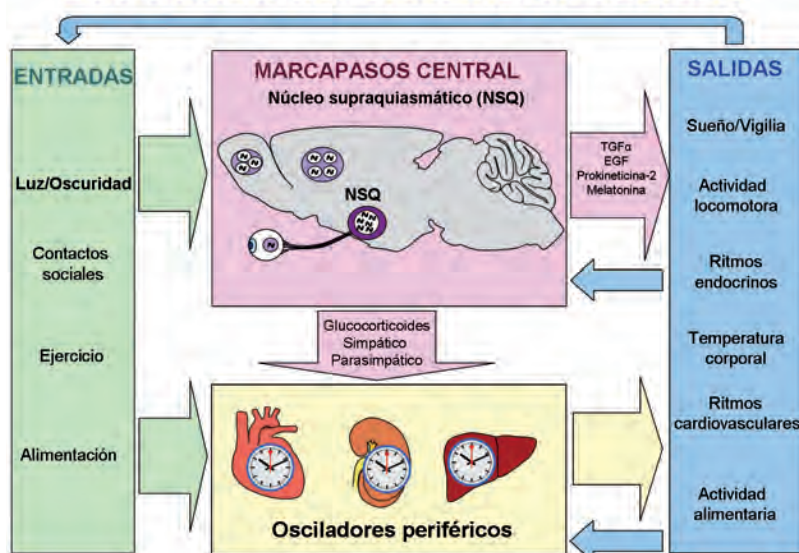 ENTRADAS
Luz/Oscuridad
Contactos
sociales
Ejercicio
Alimentación
MARCAPASOS CENTRAL
Núcleo supraquiasmático (NSQ)
NSQ
TGFα
EGF
Prokineticina-2
Melatonina
Glucocorticoides
Simpático
Parasimpático
Osciladores periféricos
SALIDAS
Sueño/Vigilia
Actividad
locomotora
Ritmos
endocrinos
Temperatura
corporal
Ritmos
cardiovasculares
Actividad
alimentaria